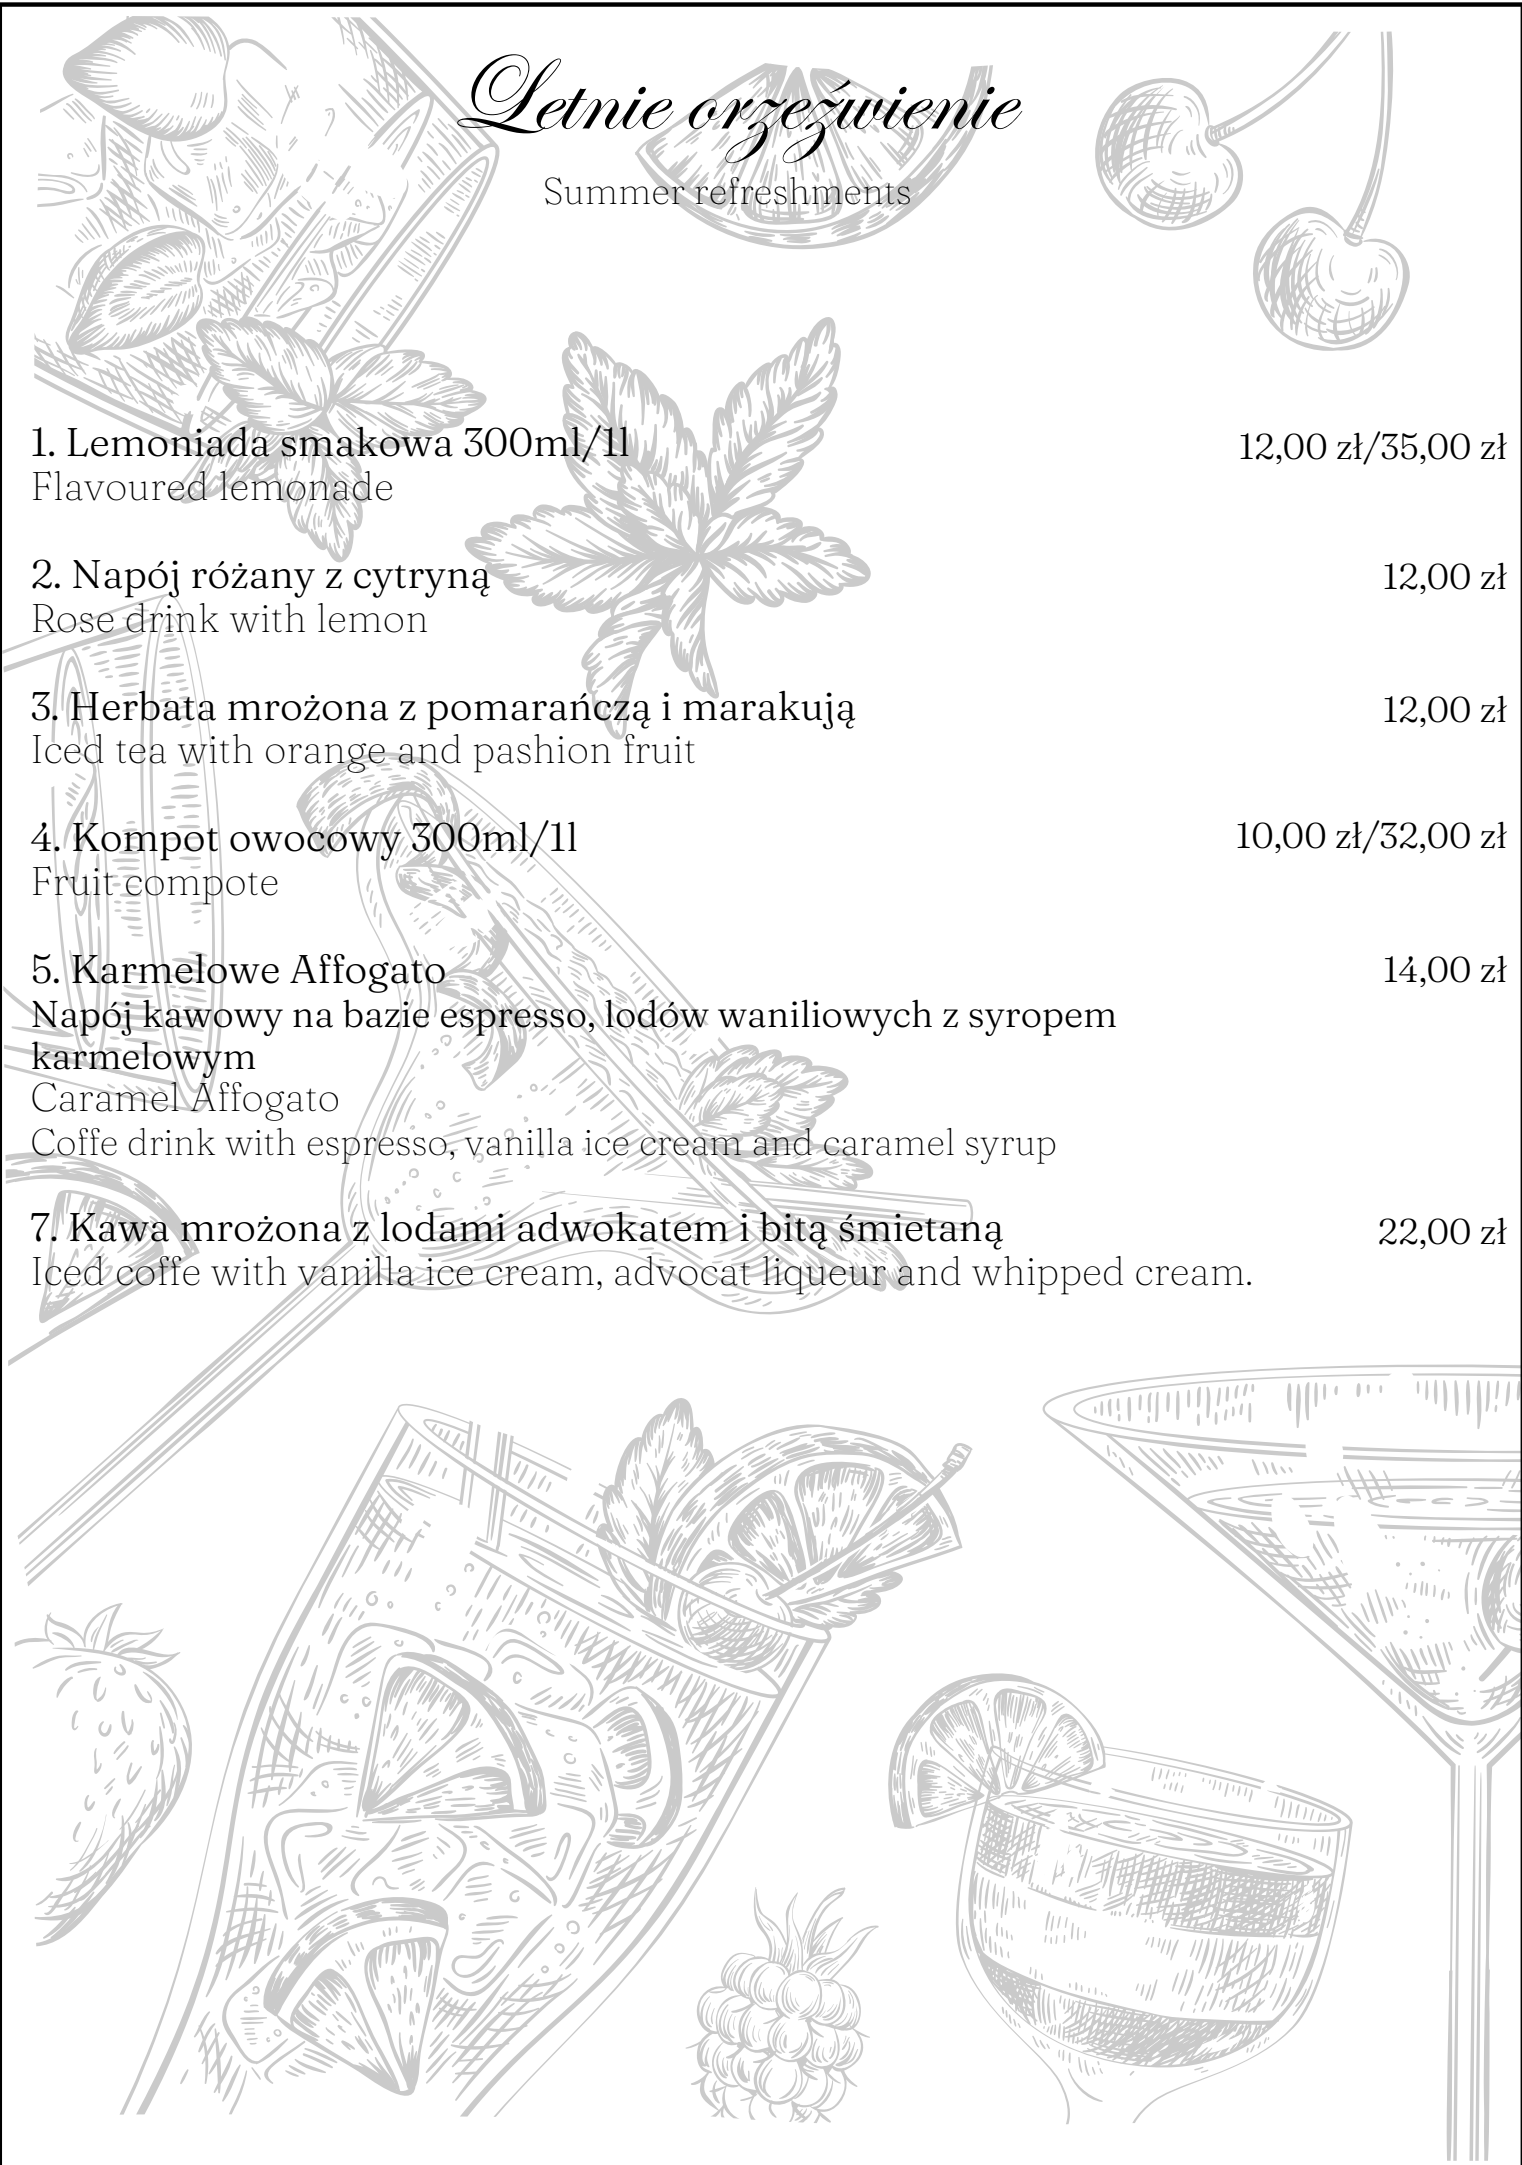 Letnie orzeźwienie
Summer refreshments
1. Lemoniada smakowa 300ml/1l 12,00 zł/35,00 zł
Flavoured lemonade
2. Napój różany z cytryną 12,00 zł
Rose drink with lemon
3. Herbata mrożona z pomarańczą i marakują 12,00 zł
Iced tea with orange and pashion fruit
4. Kompot owocowy 300ml/1l 10,00 zł/32,00 zł
Fruit compote
5. Karmelowe Affogato 14,00 zł
Napój kawowy na bazie espresso, lodów waniliowych z syropem
karmelowym
Caramel Affogato
Coffe drink with espresso, vanilla ice cream and caramel syrup
7. Kawa mrożona z lodami adwokatem i bitą śmietaną 22,00 zł
Iced coffe with vanilla ice cream, advocat liqueur and whipped cream.